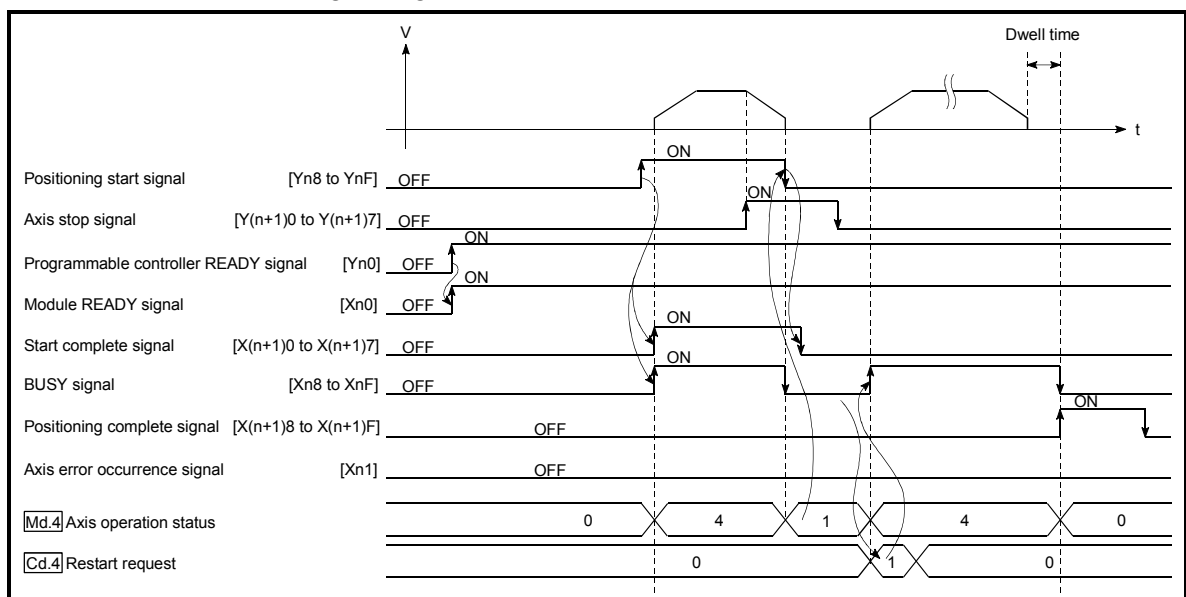 V
Dwell time
t
ON
Positioning start signal [Yn8 to YnF] OFF
ON
Axis stop signal [Y(n+1)0 to Y(n+1)7] OFF
ON
Programmable controller READY signal [Yn0] OFF
ON
Module READY signal [Xn0] OFF
ON
Start complete signal [X(n+1)0 to X(n+1)7] OFF
ON
BUSY signal [Xn8 to XnF] OFF
ON
Positioning complete signal [X(n+1)8 to X(n+1)F] OFF
Axis error occurrence signal [Xn1] OFF
Md.4 Axis operation status 0 4 1 4 0
Cd.4 Restart request 0 1 0